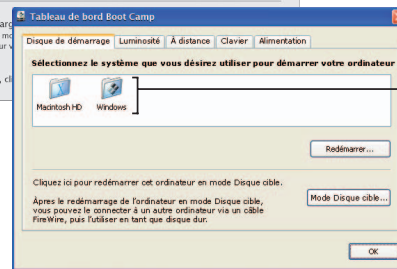 Tableau de bord Boot Camp
Disque de démarrage Luminosité À distance Clavier Alimentation
Sélectionnez le système que vous désirez utiliser pour démarrer votre ordinateur
Macintosh HD Windows
Redémarrer...
Cliquez ici pour redémarrer cet ordinateur en mode Disque cible.
Mode Disque cible...
Àpres le redémarrage de l'ordinateur en mode Disque cible,
vous pouvez le connecter à un autre ordinateur via un câble
FireWire, puis l'utiliser en tant que disque dur.
OK